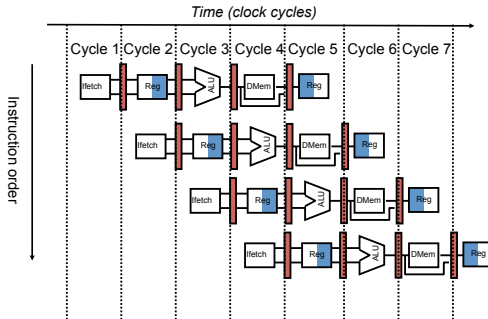 Time (clock cycles)
Cycle 1 Cycle 2 Cycle 3 Cycle 4 Cycle 5 Cycle 6 Cycle 7
Instruction order
Ifetch Reg ALU DMem Reg
Ifetch Reg ALU DMem Reg
Ifetch Reg ALU DMem Reg
Ifetch Reg ALU DMem Reg